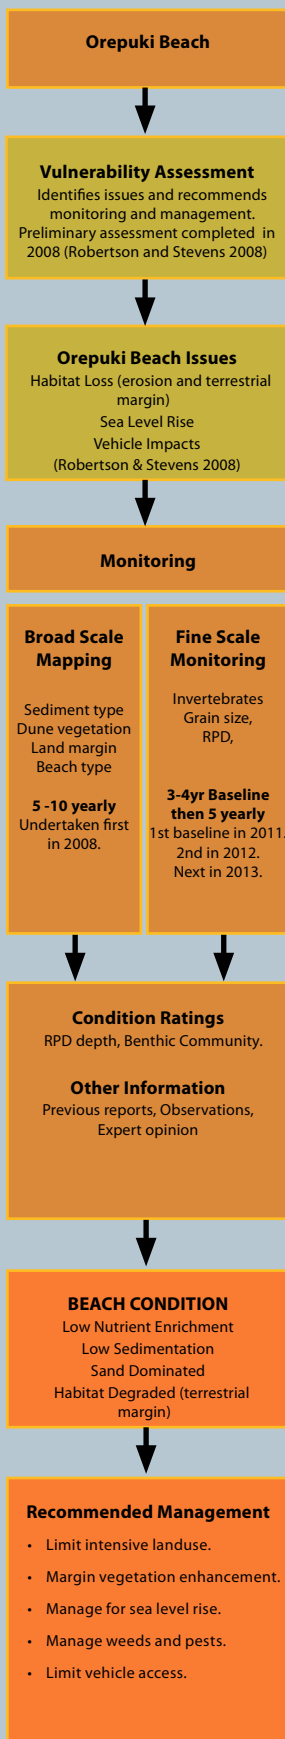 Orepuki Beach
Vulnerability Assessment
Identifies issues and recommends
monitoring and management.
Preliminary assessment completed in
2008 (Robertson and Stevens 2008)
Orepuki Beach Issues
Habitat Loss (erosion and terrestrial
margin)
Sea Level Rise
Vehicle Impacts
(Robertson & Stevens 2008)
Monitoring
Broad Scale
Mapping
Sediment type
Dune vegetation
Land margin
Beach type
5 -10 yearly
Undertaken first
in 2008.
Fine Scale
Monitoring
Invertebrates
Grain size,
RPD,
3-4yr Baseline
then 5 yearly
1st baseline in 2011.
2nd in 2012.
Next in 2013.
Condition Ratings
RPD depth, Benthic Community.
Other Information
Previous reports, Observations,
Expert opinion
BEACH CONDITION
Low Nutrient Enrichment
Low Sedimentation
Sand Dominated
Habitat Degraded (terrestrial
margin)
Recommended Management
• Limit intensive landuse.
• Margin vegetation enhancement.
• Manage for sea level rise.
• Manage weeds and pests.
• Limit vehicle access.